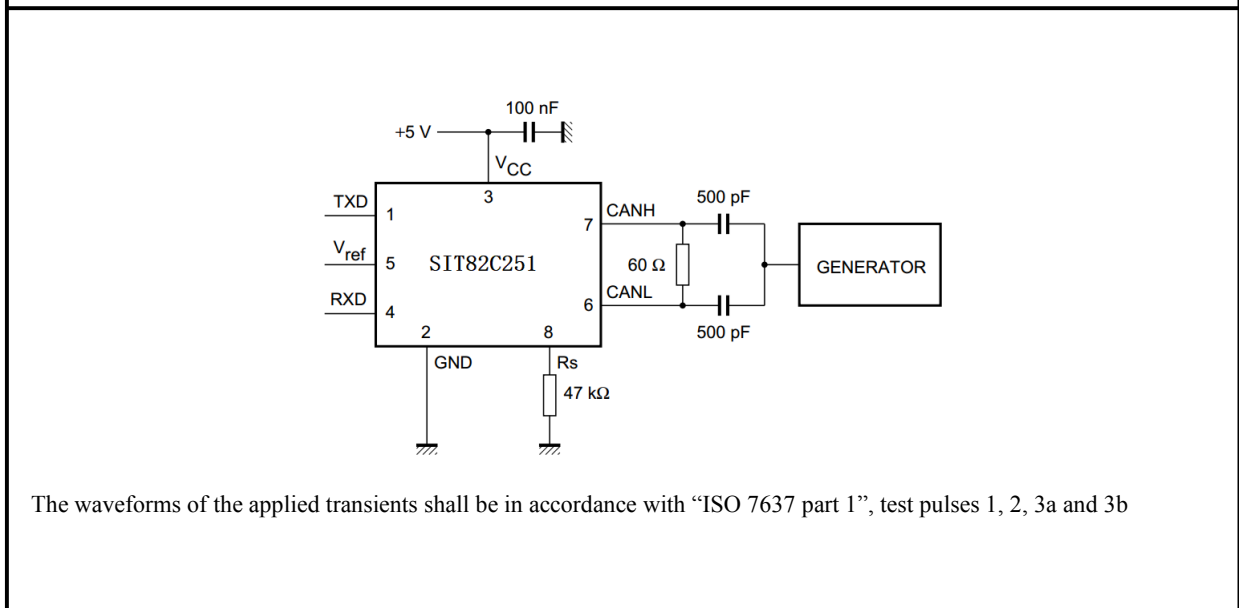 100 nF
+5 V
VCC
3
TXD
1
CANH
7
500 pF
Vref
5
SIT82C251
60 Ω
GENERATOR
RXD
4
CANL
6
2
8
500 pF
GND
Rs
47 kΩ
The waveforms of the applied transients shall be in accordance with “ISO 7637 part 1”, test pulses 1, 2, 3a and 3b